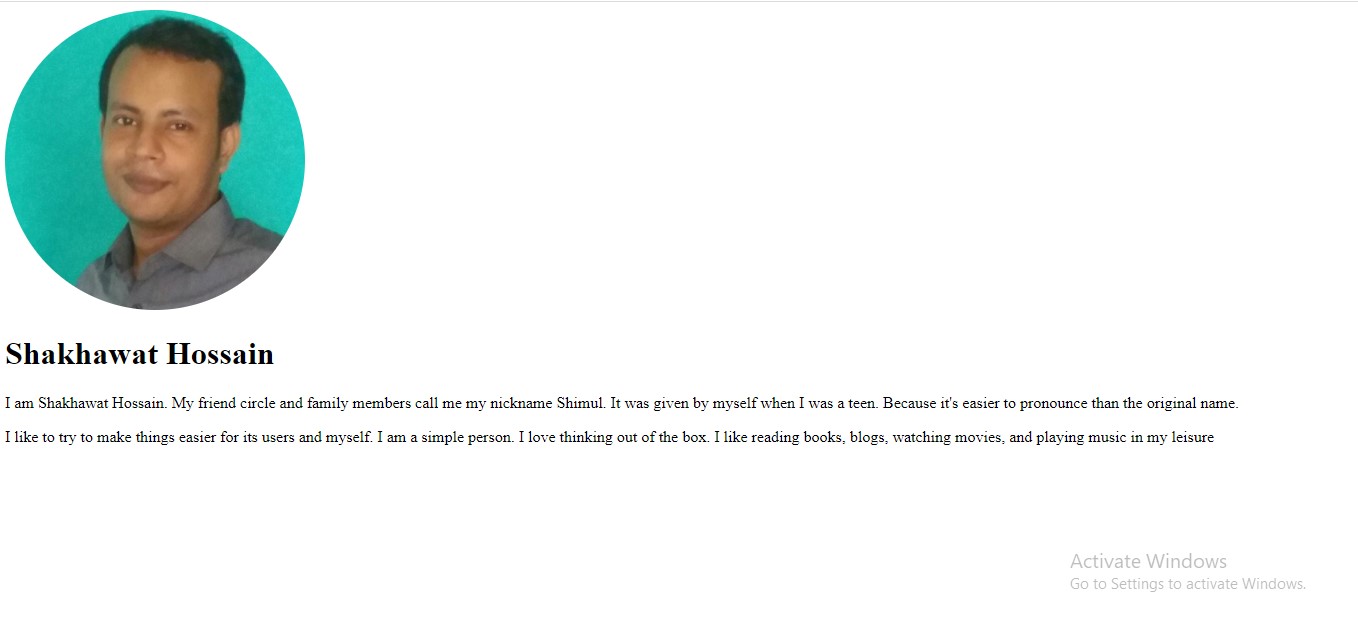 Shakhawat Hossain
I am Shakhawat Hossain. My friend circle and family members call me my nickname Shimul. It was given by myself when I was a teen. Because it's easier to pronounce than the original name.
I like to try to make things easier for its users and myself. I am a simple person. I love thinking out of the box. I like reading books, blogs, watching movies, and playing music in my leisure
Activate Windows
Go to Settings to activate Windows.